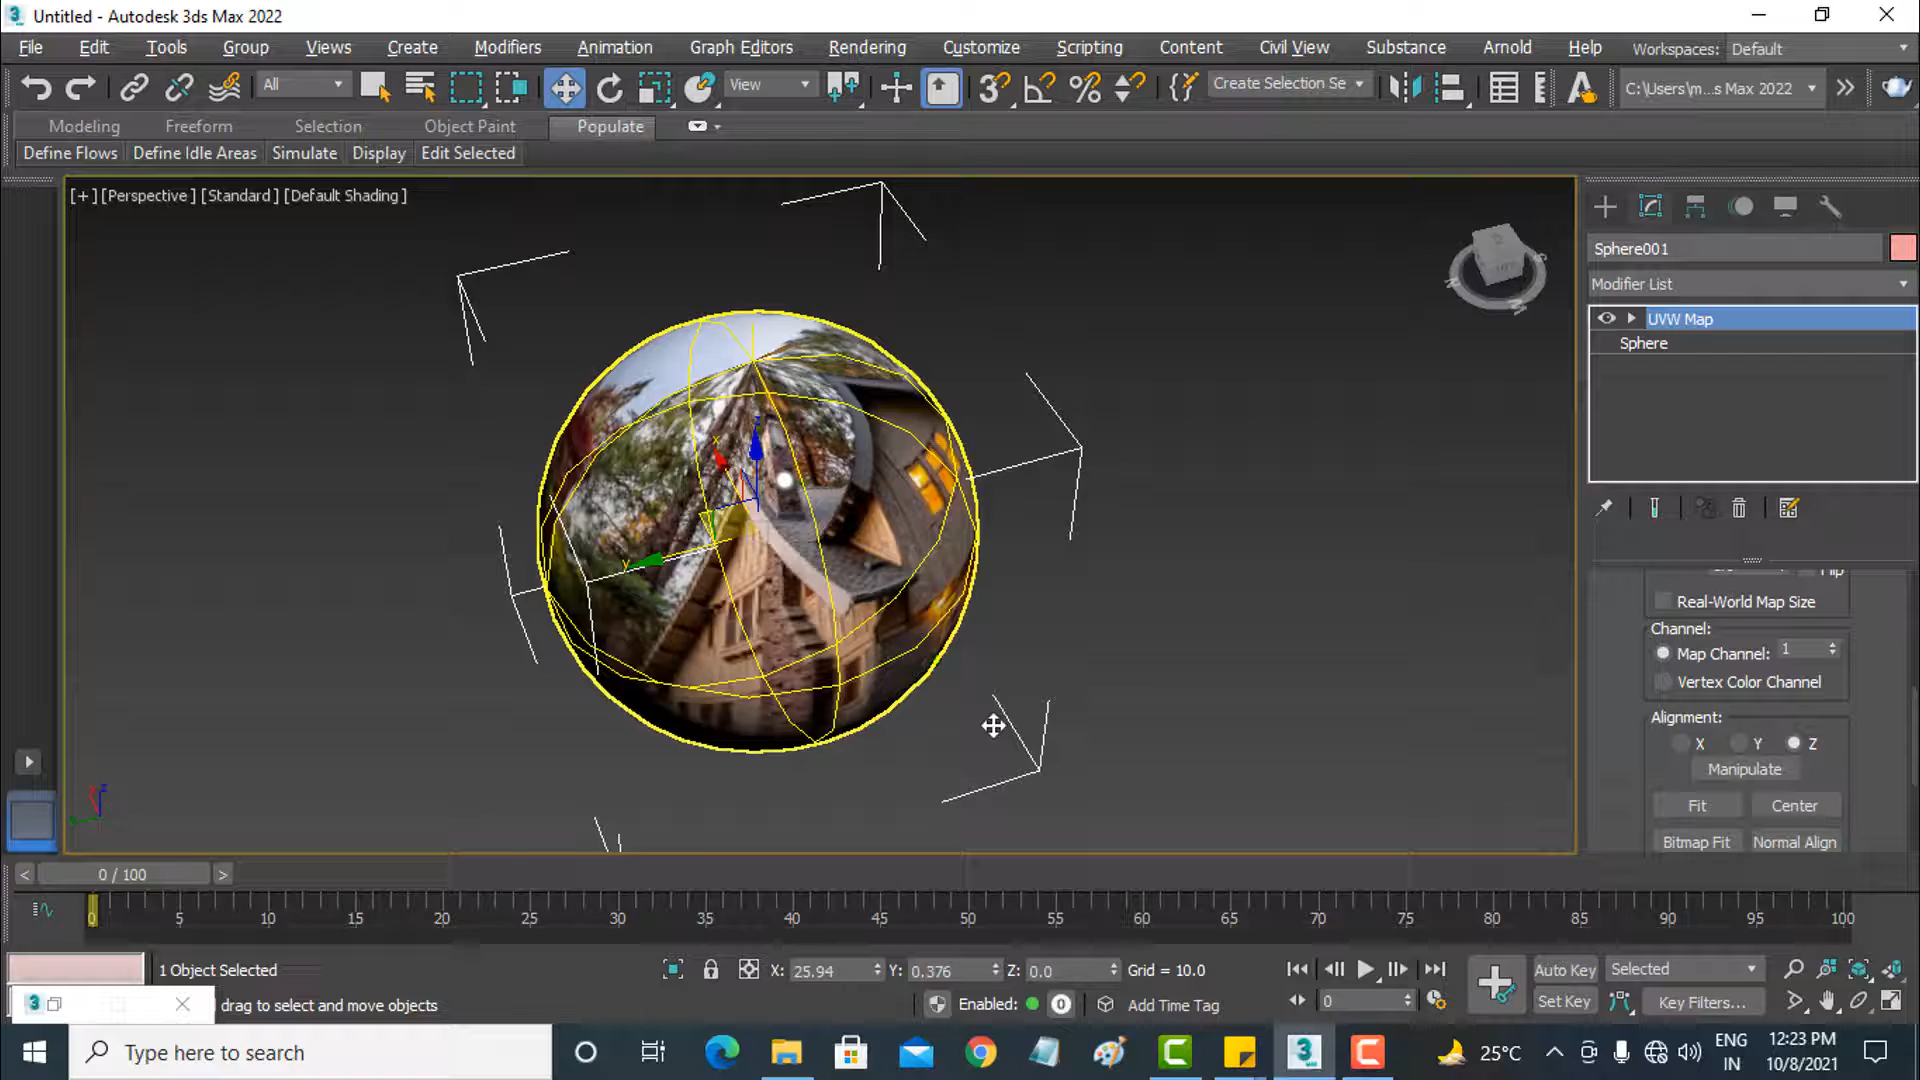 Untitled - Autodesk 3ds Max 2022
File Edit Tools Group Views Create Modifiers Animation Graph Editors Rendering Customize Scripting Content Civil View Substance Arnold Help Workspaces: Default
All View Create Selection Se C:\Users\m...s Max 2022
Modeling Freeform Selection Object Paint Populate
Define Flows Define Idle Areas Simulate Display Edit Selected
[+] [Perspective] [Standard] [Default Shading]
Sphere001
Modifier List
UVW Map
Sphere
Flip
Real-World Map Size
Channel:
Map Channel: 1
Vertex Color Channel
Alignment:
X Y Z
Manipulate
Fit Center
Bitmap Fit Normal Align
0 / 100
0 5 10 15 20 25 30 35 40 45 50 55 60 65 70 75 80 85 90 95 100
1 Object Selected X: 25.94 Y: 0.376 Z: 0.0 Grid = 10.0 Auto Key Selected
drag to select and move objects Enabled: 0 Add Time Tag 0 Set Key Key Filters...
Type here to search 25°C ENG IN 12:23 PM 10/8/2021